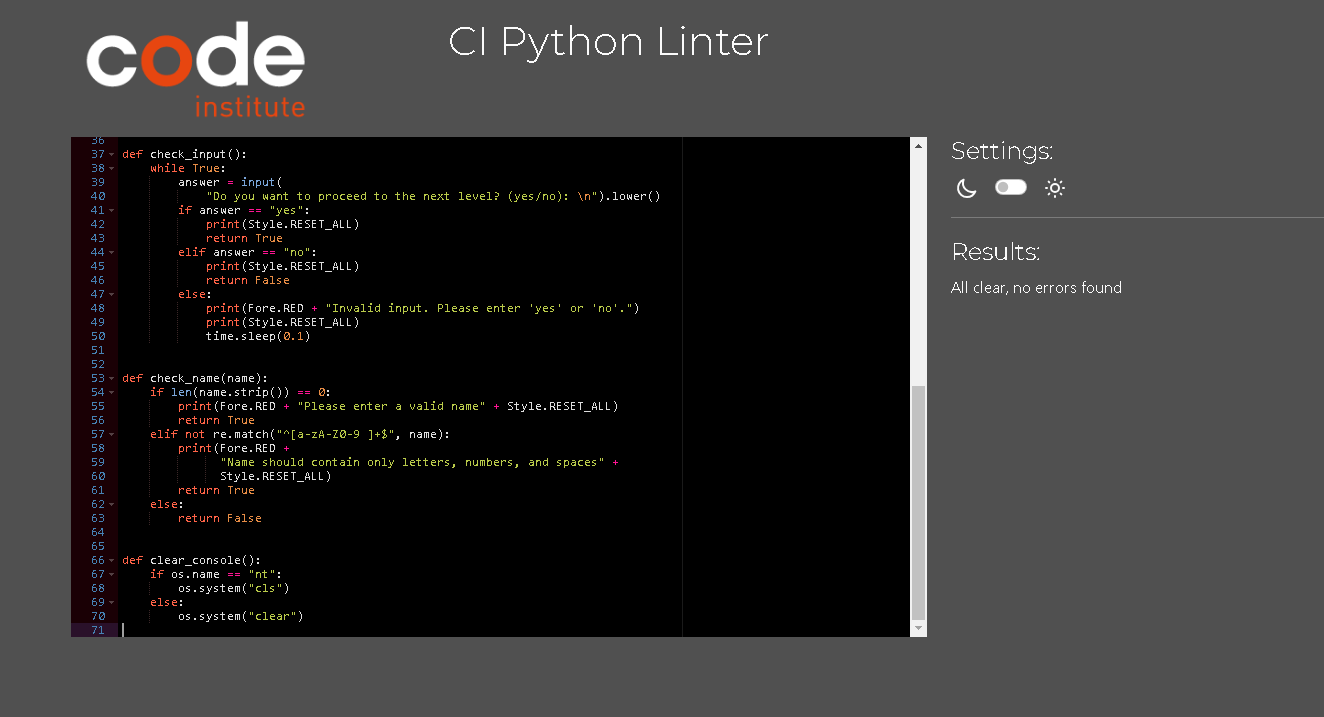 code
institute
CI Python Linter
36
37 def check_input():
38     while True:
39         answer = input(
40             "Do you want to proceed to the next level? (yes/no): \n").lower()
41         if answer == "yes":
42             print(Style.RESET_ALL)
43             return True
44         elif answer == "no":
45             print(Style.RESET_ALL)
46             return False
47         else:
48             print(Fore.RED + "Invalid input. Please enter 'yes' or 'no'.")
49             print(Style.RESET_ALL)
50             time.sleep(0.1)
51
52
53 def check_name(name):
54     if len(name.strip()) == 0:
55         print(Fore.RED + "Please enter a valid name" + Style.RESET_ALL)
56         return True
57     elif not re.match("^[a-zA-Z0-9 ]+$", name):
58         print(Fore.RED +
59               "Name should contain only letters, numbers, and spaces" +
60               Style.RESET_ALL)
61         return True
62     else:
63         return False
64
65
66 def clear_console():
67     if os.name == "nt":
68         os.system("cls")
69     else:
70         os.system("clear")
71
Settings:
Results:
All clear, no errors found